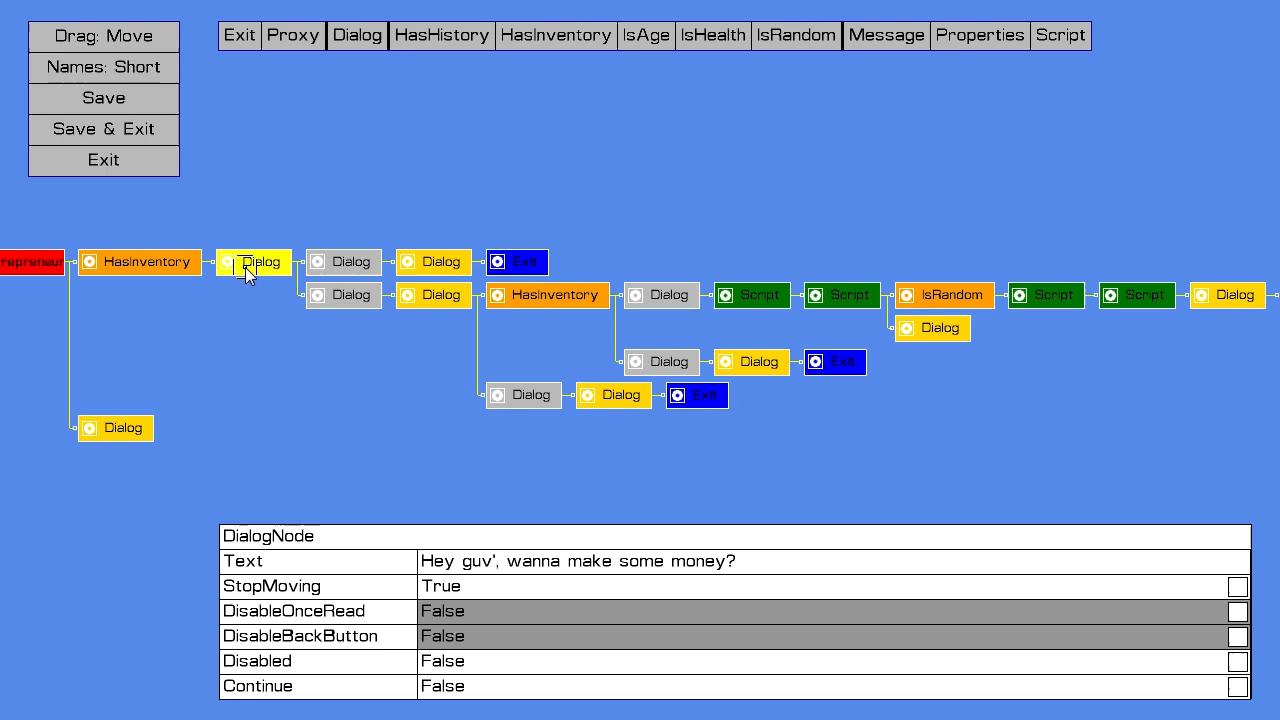 Drag: Move
Names: Short
Save
Save & Exit
Exit
Exit Proxy Dialog HasHistory HasInventory IsAge IsHealth IsRandom Message Properties Script
repreneur HasInventory Dialog Dialog Dialog Exit
Dialog Dialog HasInventory Dialog Script Script IsRandom Script Script Dialog
Dialog
Dialog Dialog Exit
Dialog Dialog Exit
Dialog
DialogNode
Text Hey guv', wanna make some money?
StopMoving True
DisableOnceRead False
DisableBackButton False
Disabled False
Continue False